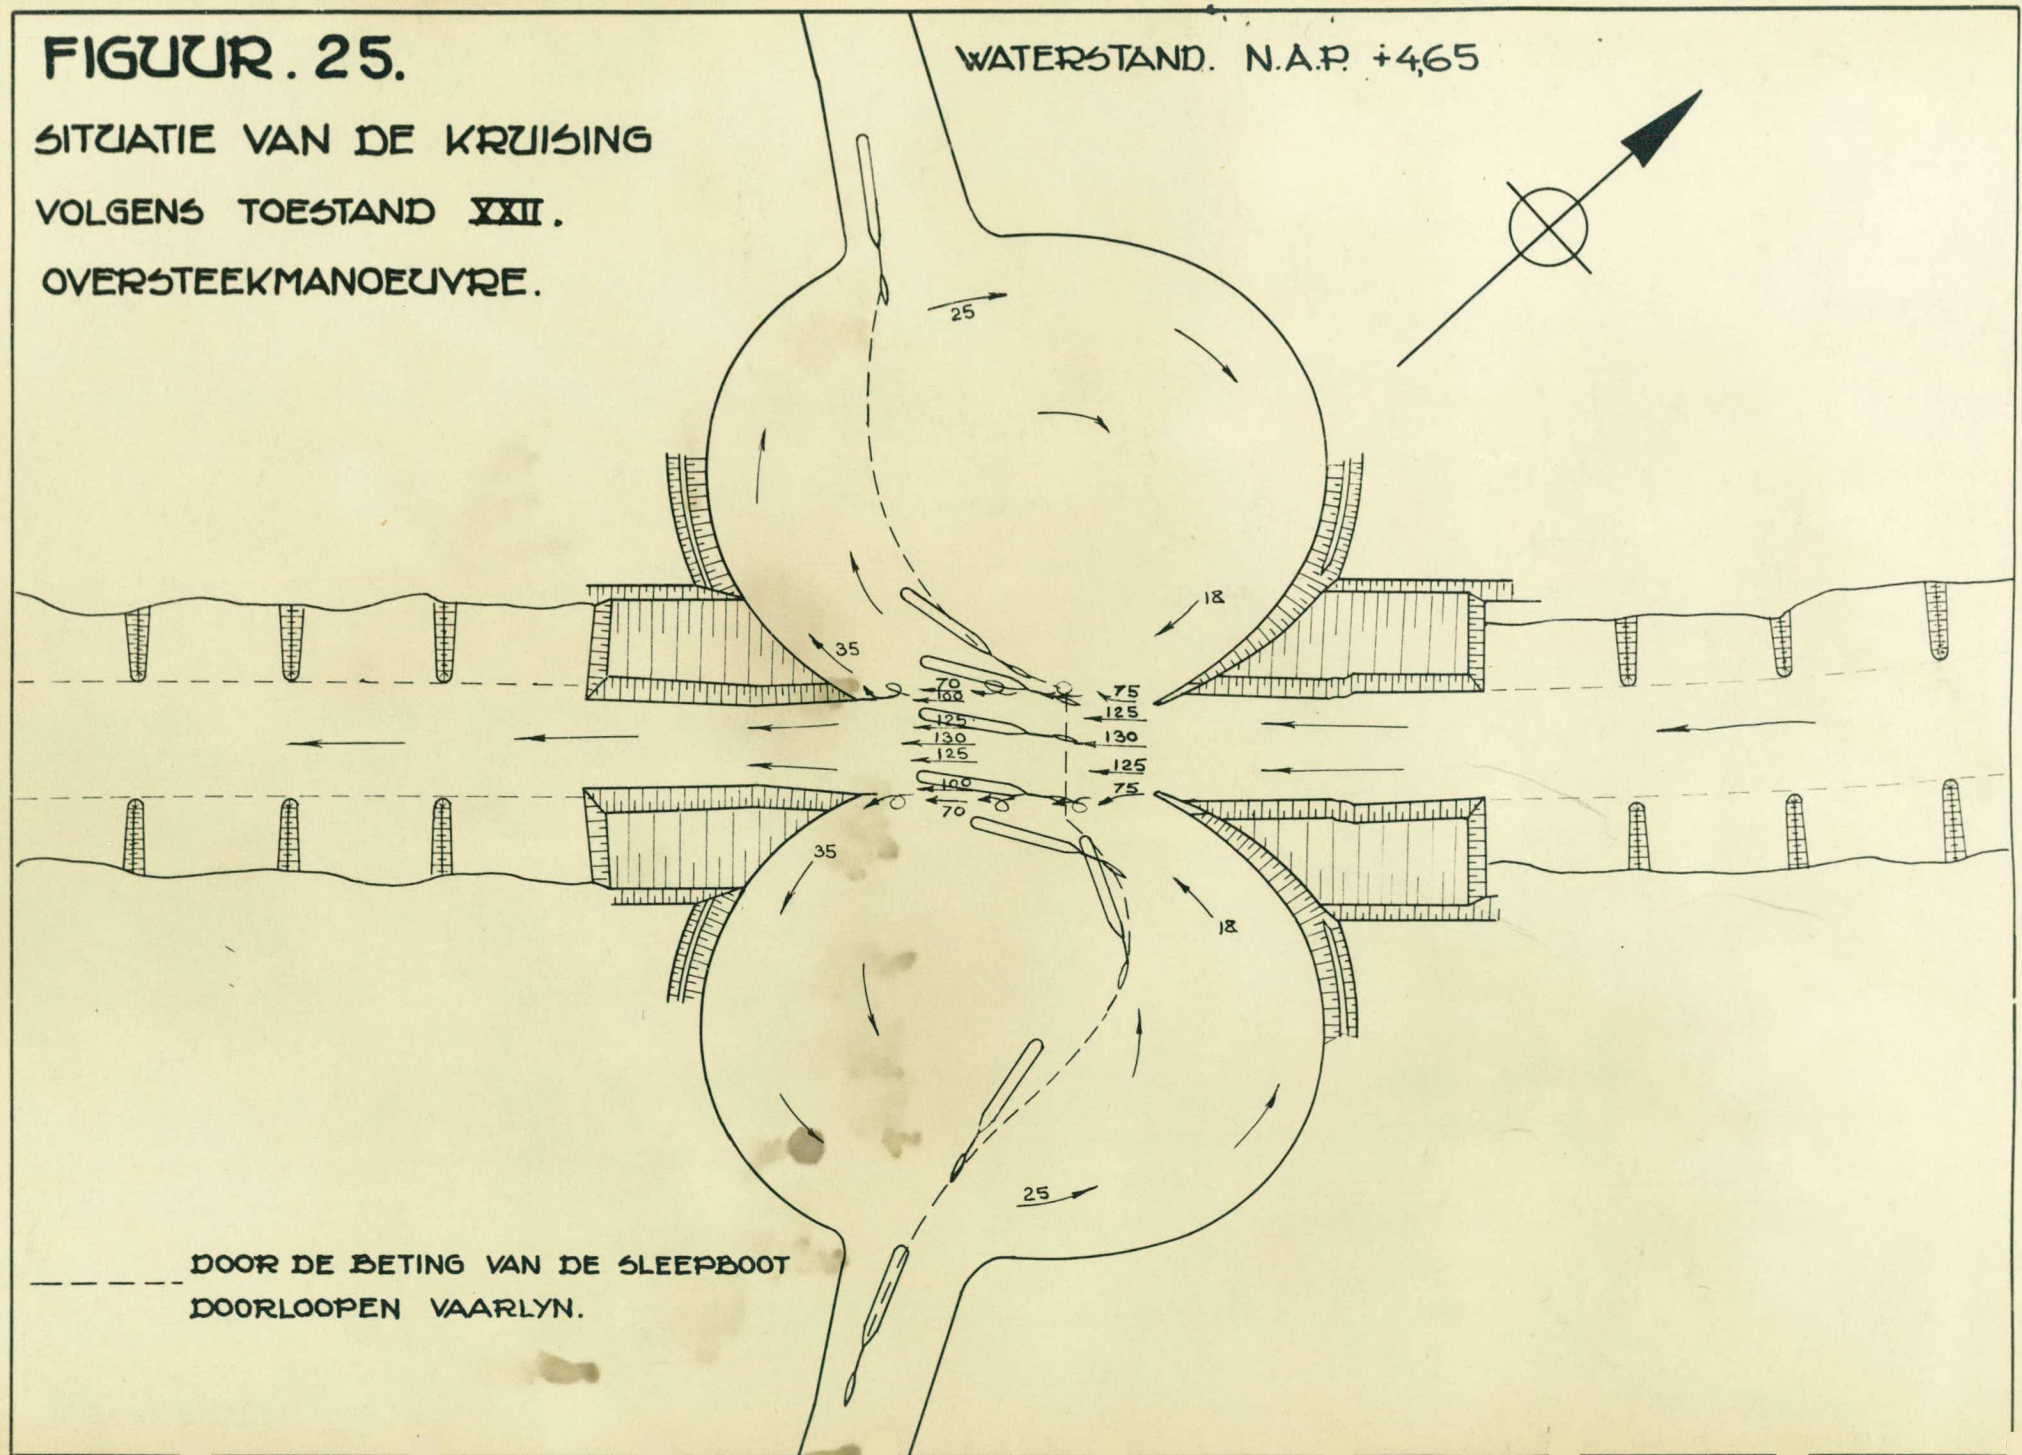 FIGUUR. 25.
SITUATIE VAN DE KRUISING
VOLGENS TOESTAND XXII.
OVERSTEEKMANOEUVRE.
WATERSTAND. N.A.P. +4,65
25
18
35
70
100
125
130
125
100
70
75
125
130
125
75
35
18
25
DOOR DE BETING VAN DE SLEEPBOOT
DOORLOOPEN VAARLYN.